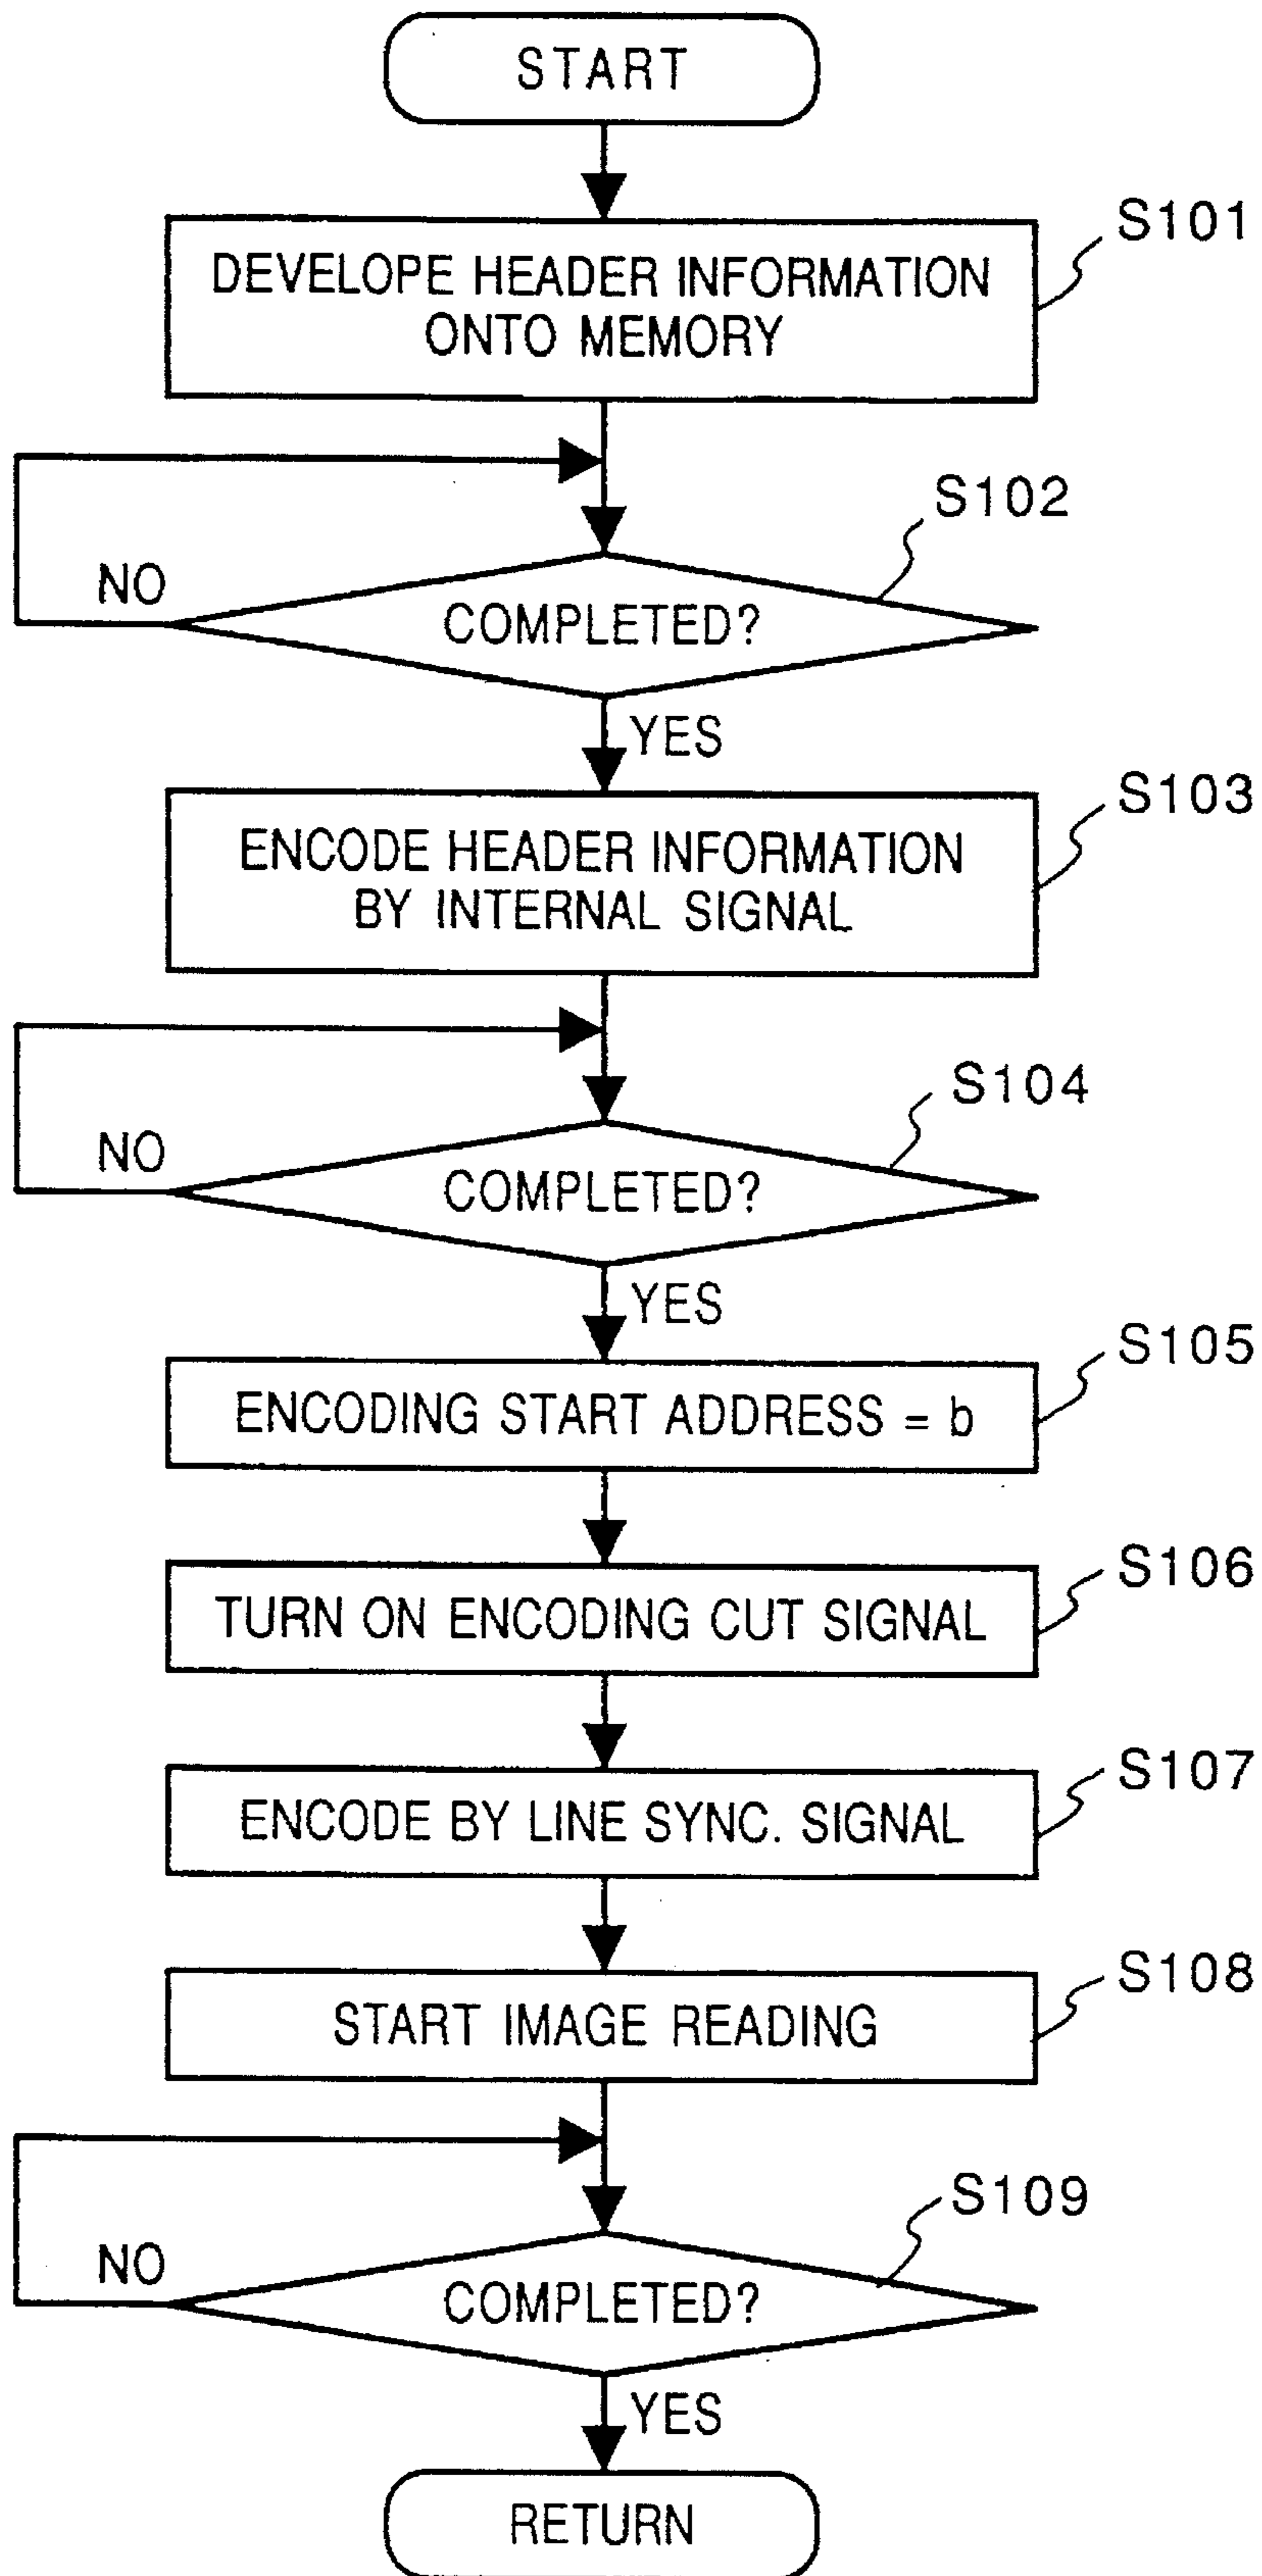 START
S101
DEVELOPE HEADER INFORMATION
ONTO MEMORY
S102
NO
COMPLETED?
YES
S103
ENCODE HEADER INFORMATION
BY INTERNAL SIGNAL
S104
NO
COMPLETED?
YES
S105
ENCODING START ADDRESS = b
S106
TURN ON ENCODING CUT SIGNAL
S107
ENCODE BY LINE SYNC. SIGNAL
S108
START IMAGE READING
S109
NO
COMPLETED?
YES
RETURN